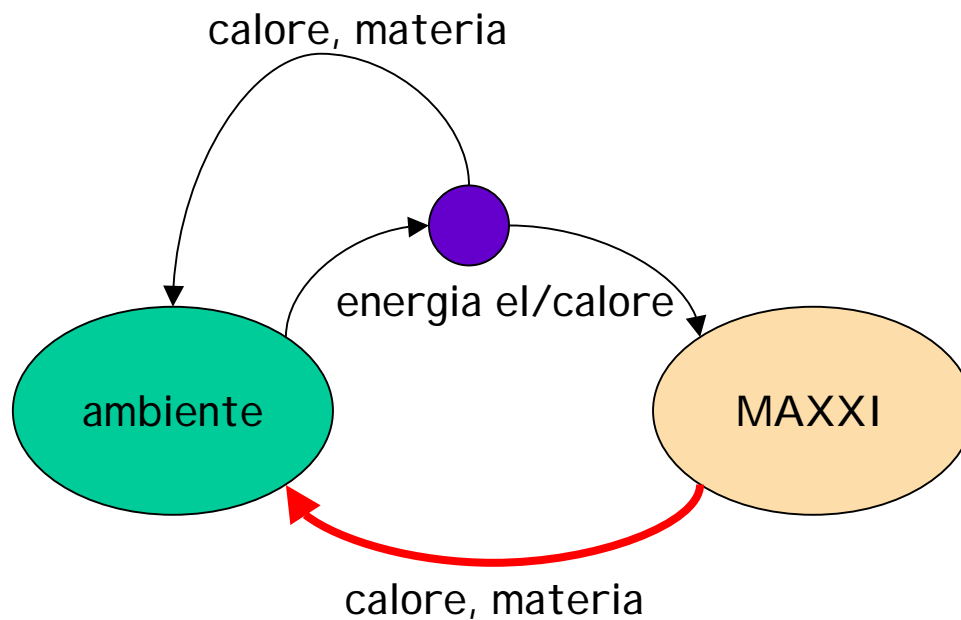 calore, materia
energia el/calore
ambiente
MAXXI
calore, materia